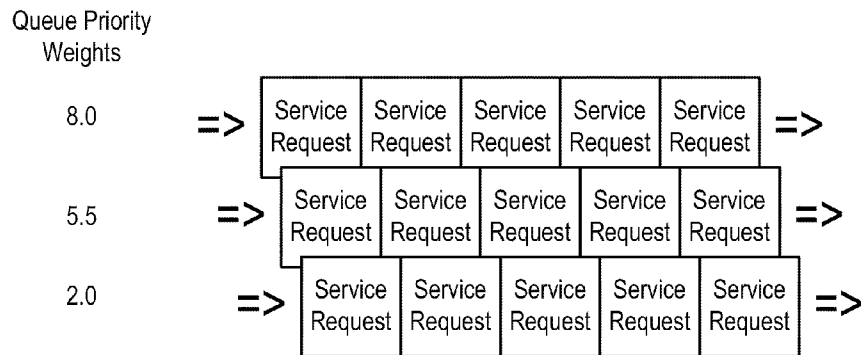 Queue Priority
Weights
8.0 => Service Request Service Request Service Request Service Request Service Request =>
5.5 => Service Request Service Request Service Request Service Request Service Request =>
2.0 => Service Request Service Request Service Request Service Request Service Request =>